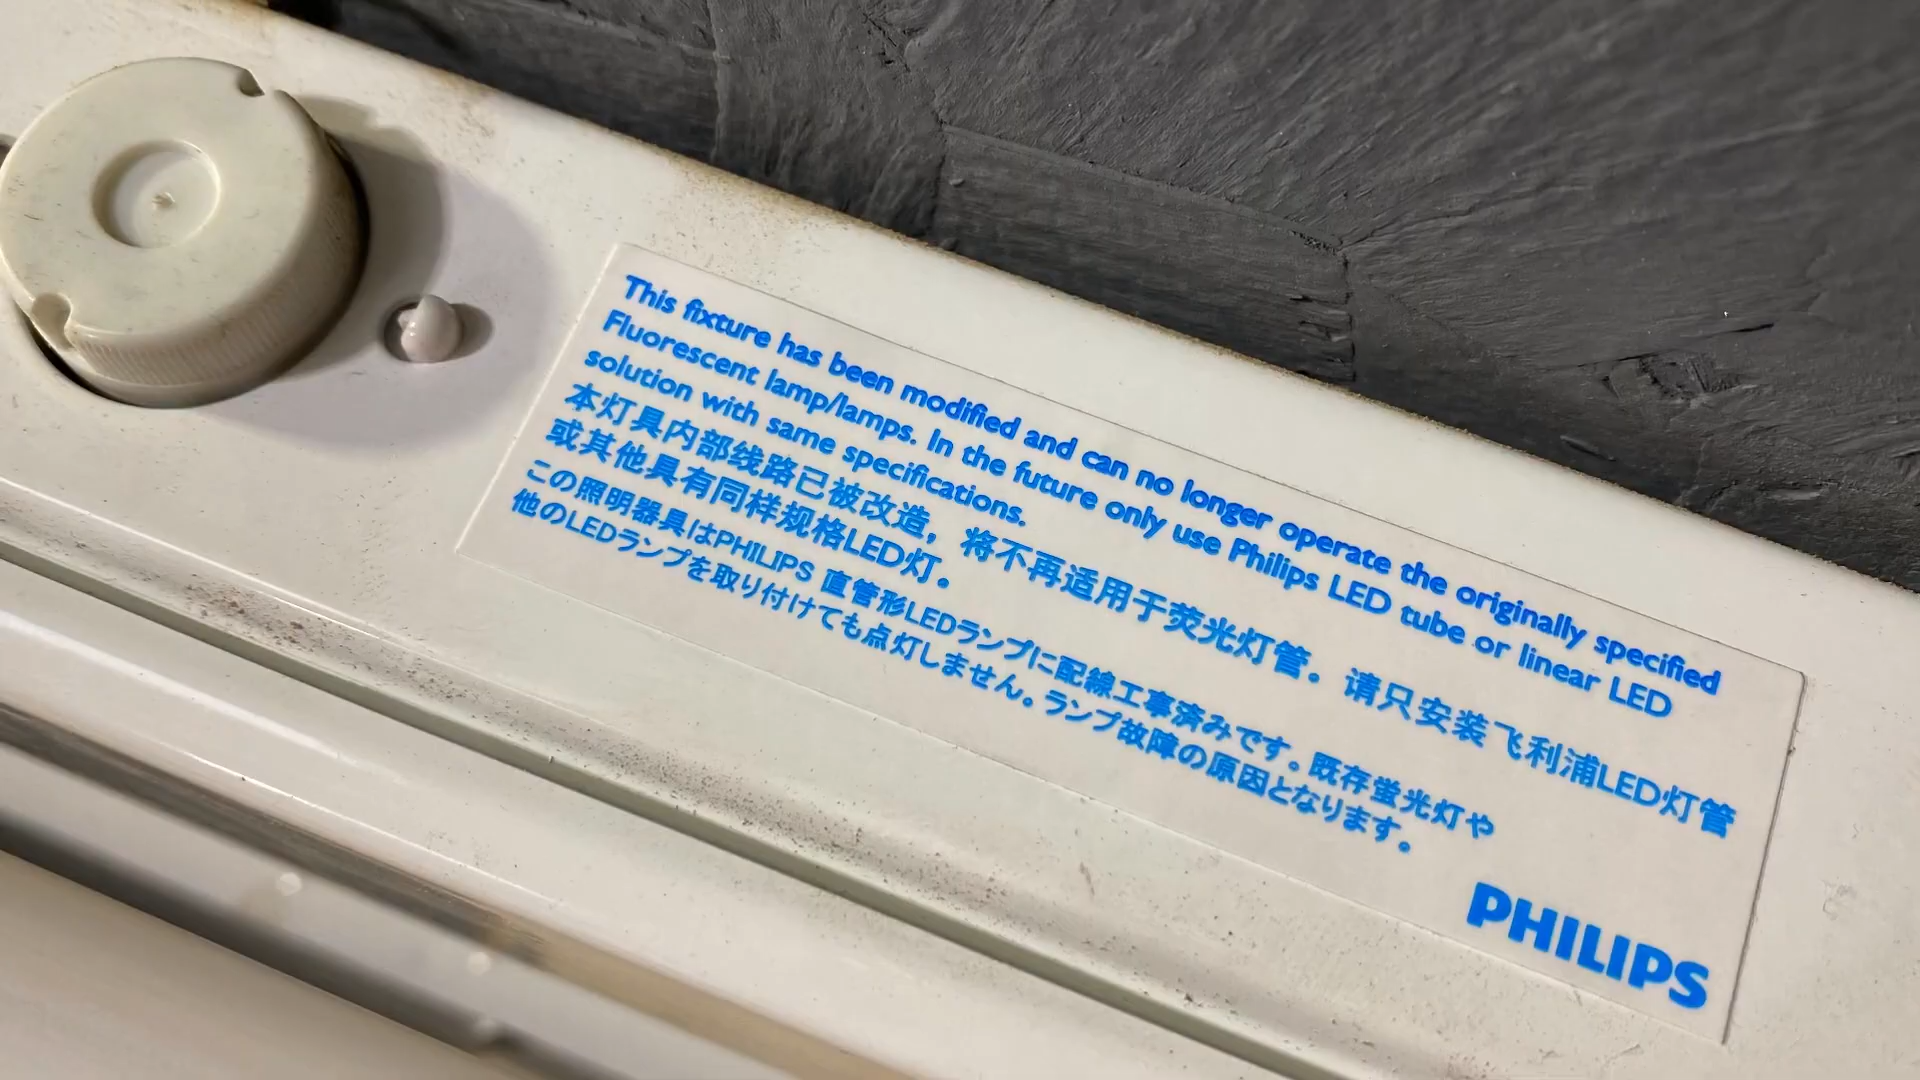 This fixture has been modified and can no longer operate the originally specified
Fluorescent lamp/lamps. In the future only use Philips LED tube or linear LED
solution with same specifications.
本灯具内部线路已被改造，将不再适用于荧光灯管。请只安装飞利浦LED灯管
或其他具有同样规格LED灯。
この照明器具はPHILIPS 直管形LEDランプに配線工事済みです。既存蛍光灯や
他のLEDランプを取り付けても点灯しません。ランプ故障の原因となります。
PHILIPS